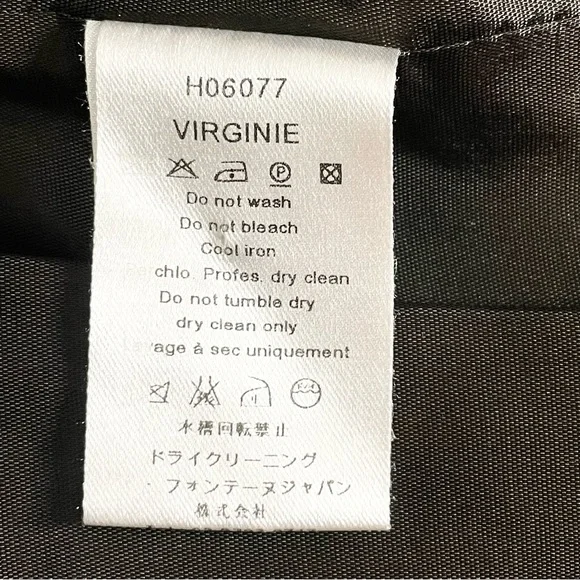 H06077
VIRGINIE
Do not wash
Do not bleach
Cool iron
chlo. Profes. dry clean
Do not tumble dry
dry clean only
age à sec uniquement
水槽回転禁止
ドライクリーニング
フォンテーヌジャパン
株式会社